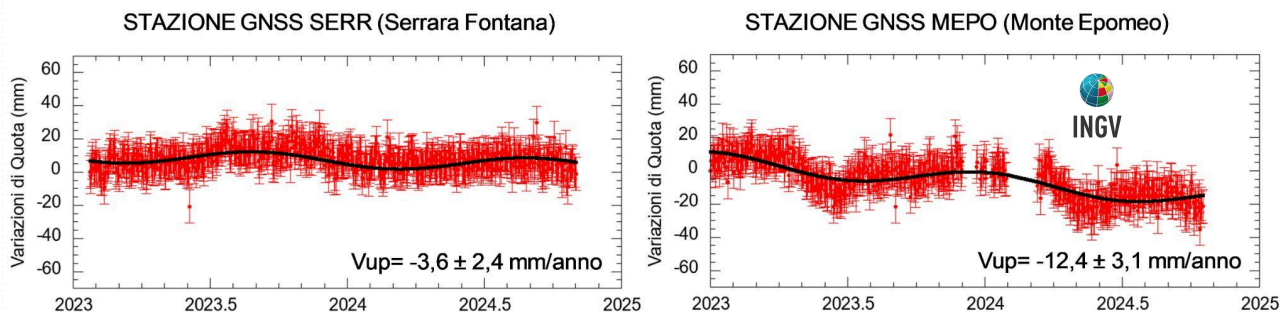 STAZIONE GNSS SERR (Serrara Fontana)
Variazioni di Quota (mm)
60
40
20
0
-20
-40
-60
Vup= -3,6 ± 2,4 mm/anno
2023 2023.5 2024 2024.5 2025
STAZIONE GNSS MEPO (Monte Epomeo)
Variazioni di Quota (mm)
60
40
20
0
-20
-40
-60
INGV
Vup= -12,4 ± 3,1 mm/anno
2023 2023.5 2024 2024.5 2025